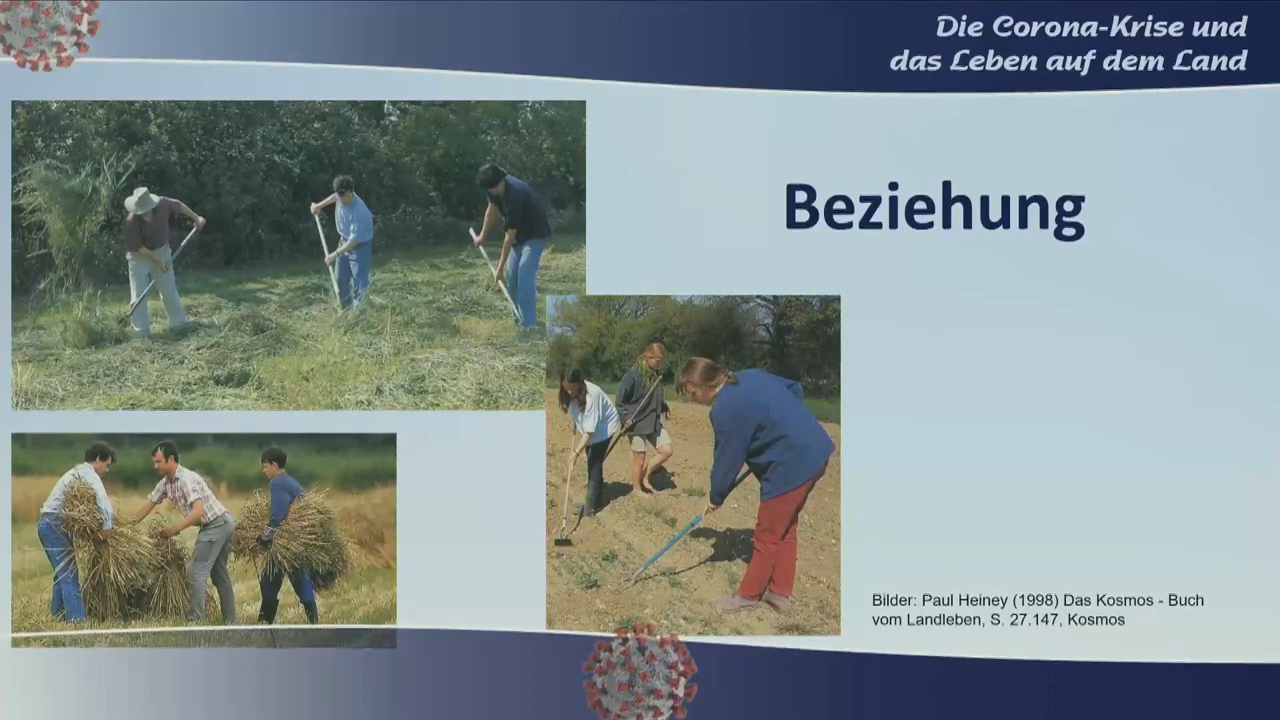 Die Corona-Krise und
das Leben auf dem Land
Beziehung
Bilder: Paul Heiney (1998) Das Kosmos - Buch
vom Landleben, S. 27.147, Kosmos